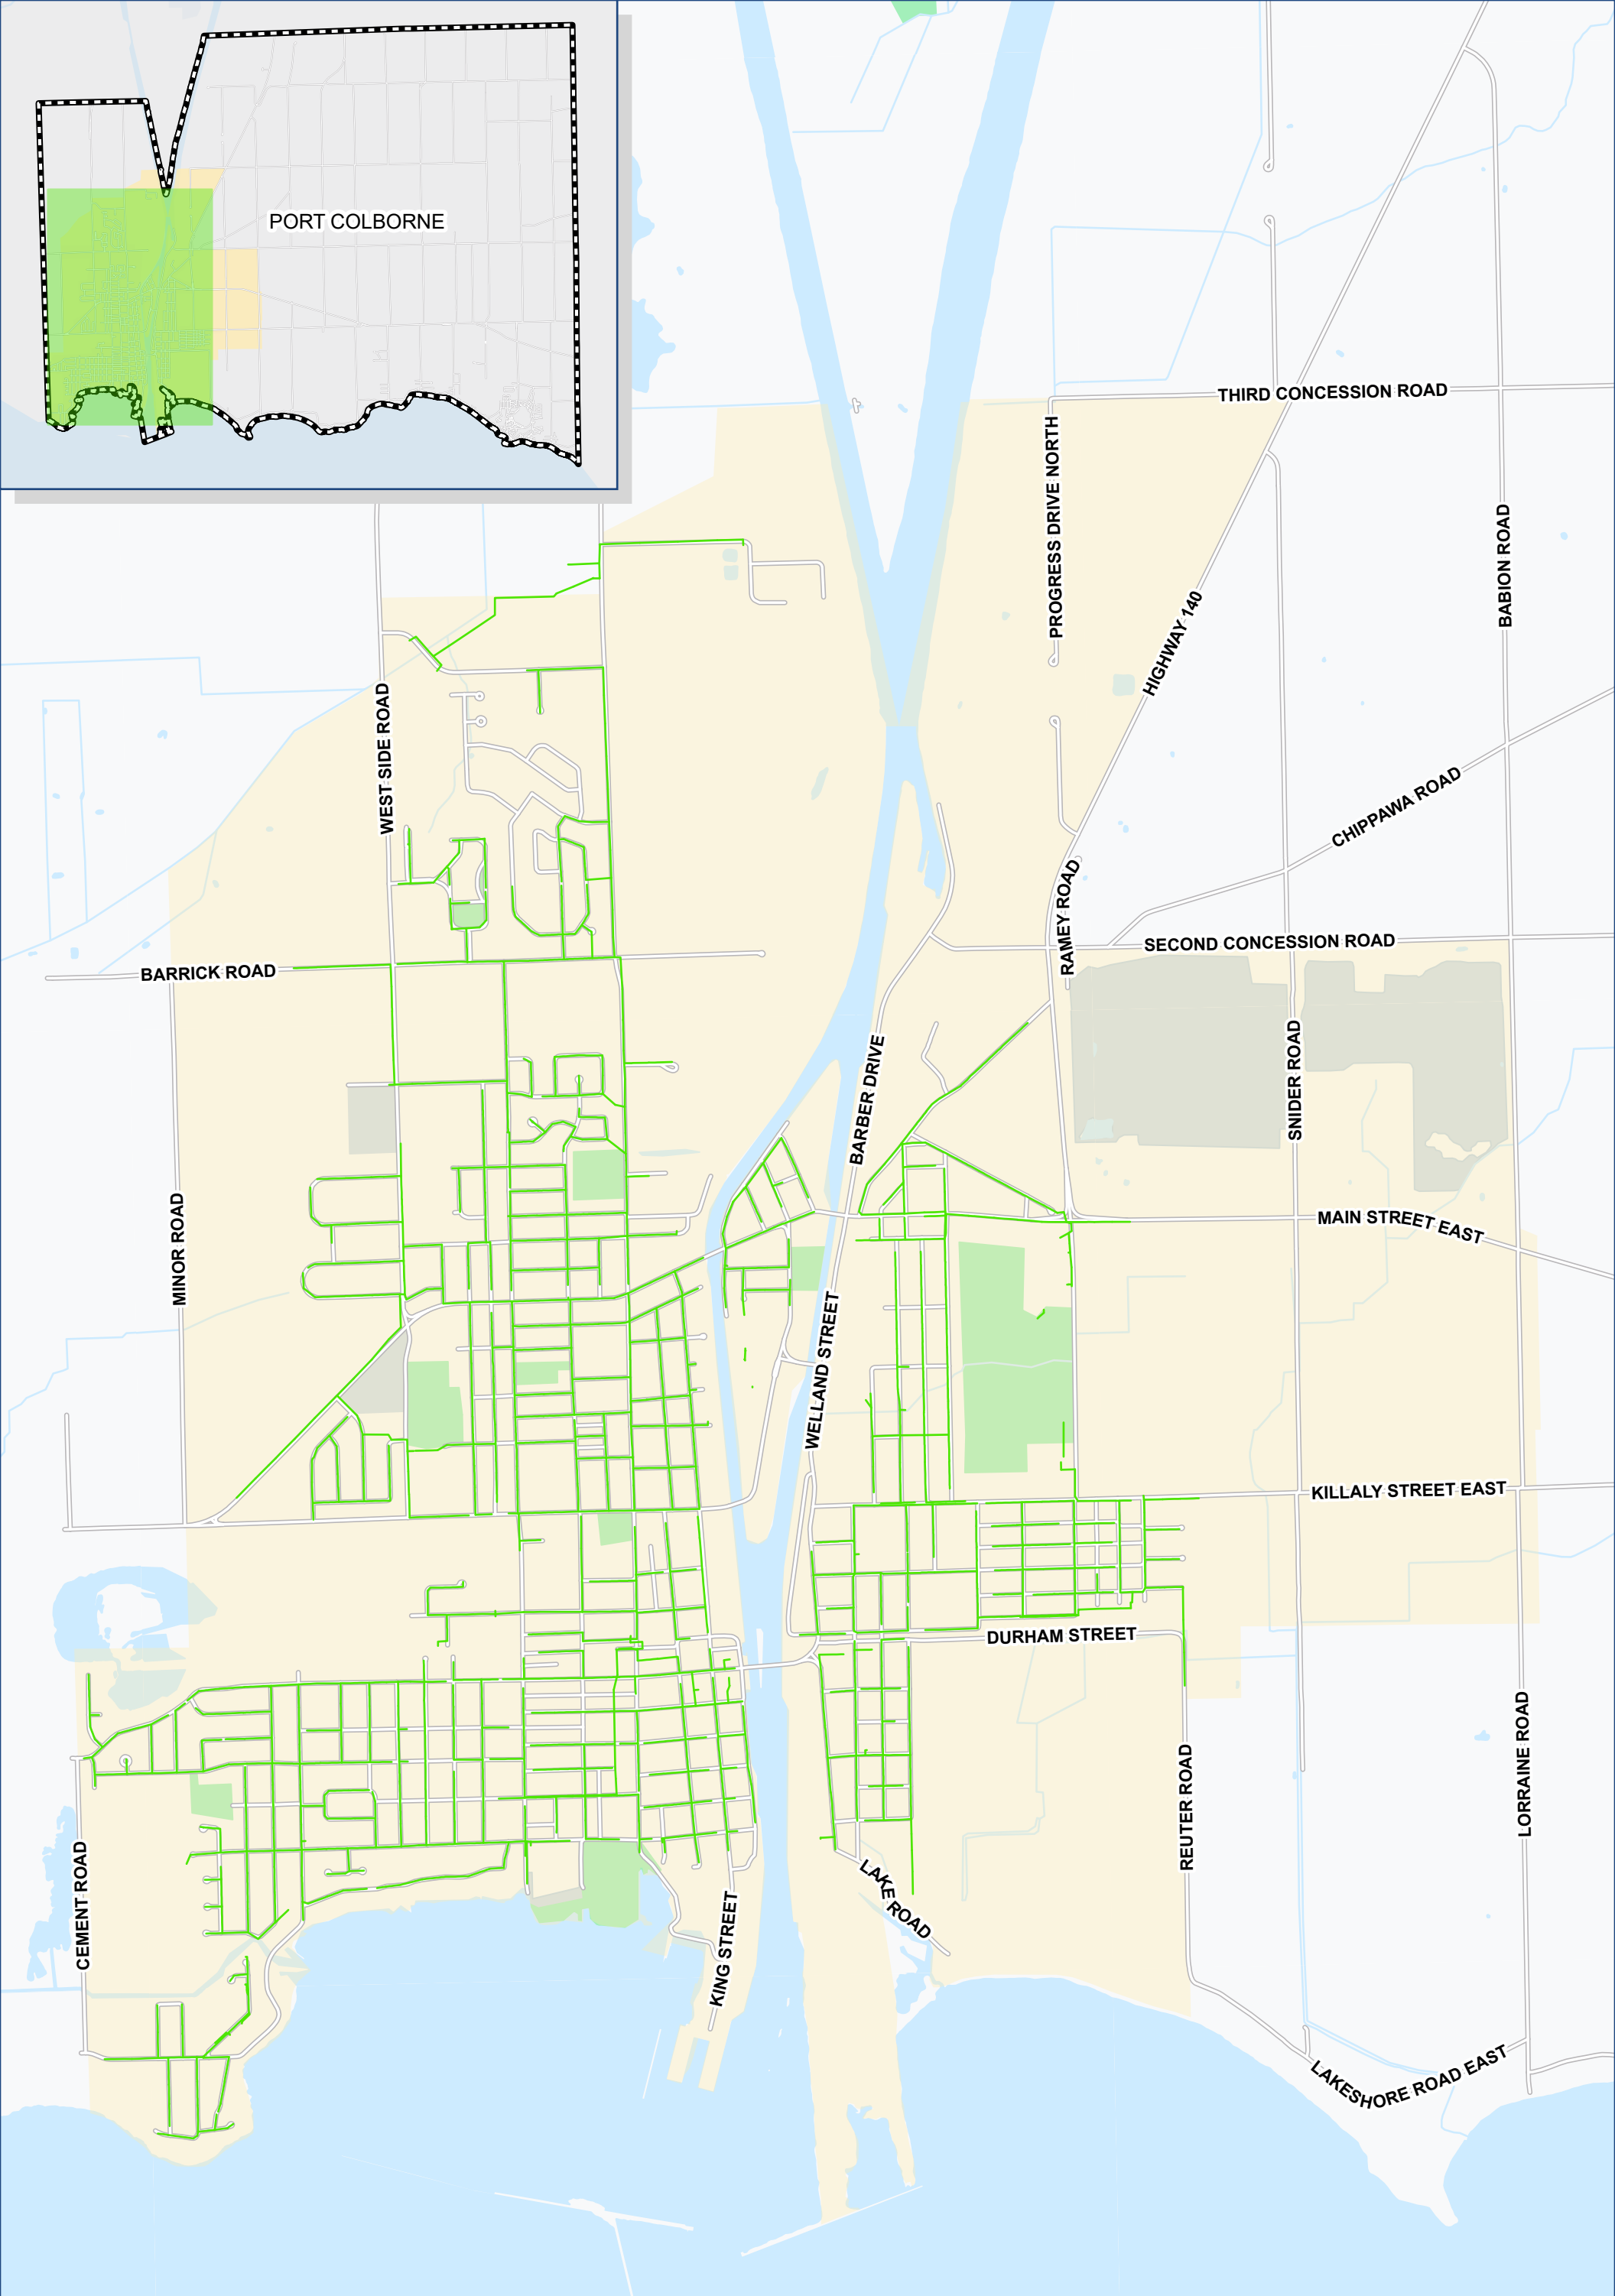 PORT COLBORNE
THIRD CONCESSION ROAD
PROGRESS DRIVE NORTH
BABION ROAD
HIGHWAY 140
WEST SIDE ROAD
CHIPPAWA ROAD
RAMEY ROAD
SECOND CONCESSION ROAD
BARRICK ROAD
BARBER DRIVE
SNIDER ROAD
MINOR ROAD
MAIN STREET EAST
WELLAND STREET
KILLALY STREET EAST
DURHAM STREET
LORRAINE ROAD
REUTER ROAD
CEMENT ROAD
LAKE ROAD
KING STREET
LAKESHORE ROAD EAST